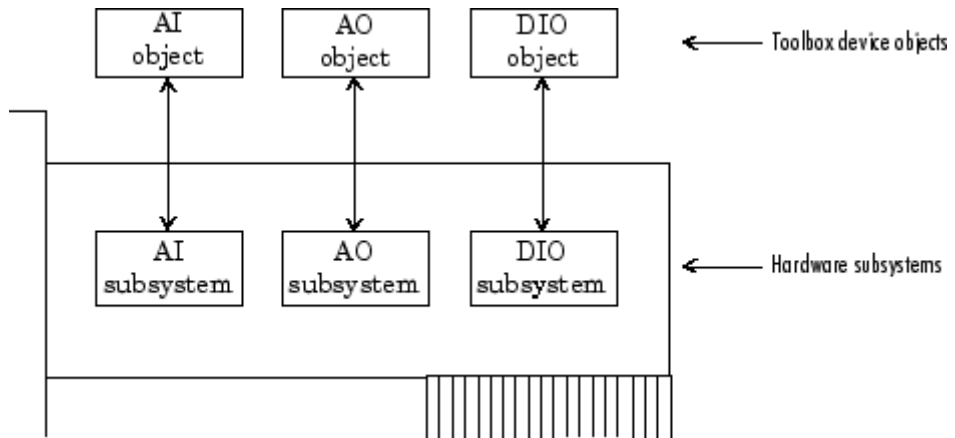 AI
object
AO
object
DIO
object
Toolbox device objects
AI
subsystem
AO
subsystem
DIO
subsystem
Hardware subsystems